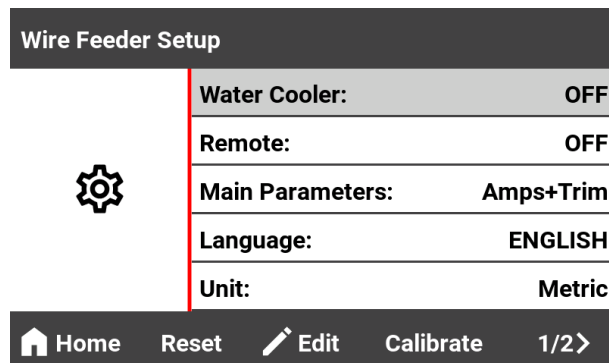 Wire Feeder Setup
Water Cooler: OFF
Remote: OFF
Main Parameters: Amps+Trim
Language: ENGLISH
Unit: Metric
Home Reset Edit Calibrate 1/2>